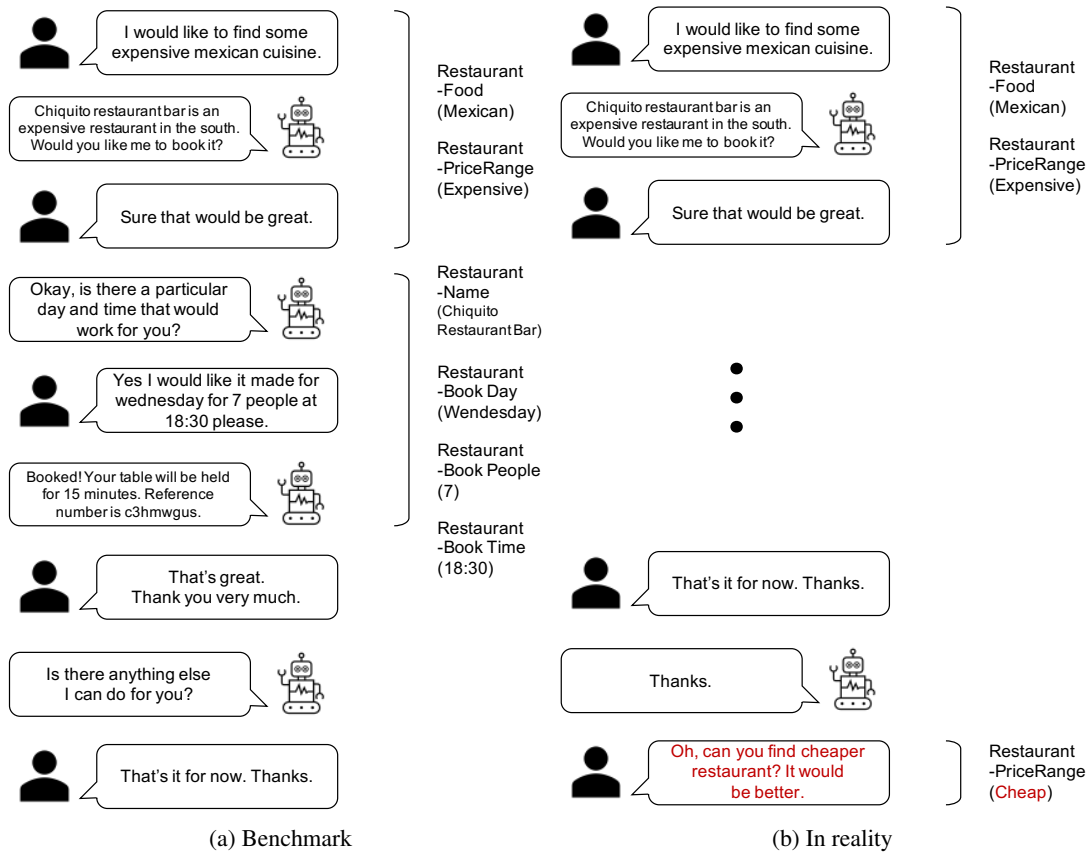 I would like to find some
expensive mexican cuisine.
Chiquito restaurant bar is an
expensive restaurant in the south.
Would you like me to book it?
Sure that would be great.
Restaurant
-Food
(Mexican)
Restaurant
-PriceRange
(Expensive)
Okay, is there a particular
day and time that would
work for you?
Yes I would like it made for
wednesday for 7 people at
18:30 please.
Booked! Your table will be held
for 15 minutes. Reference
number is c3hmwgus.
Restaurant
-Name
(Chiquito
Restaurant Bar)
Restaurant
-Book Day
(Wendesday)
Restaurant
-Book People
(7)
Restaurant
-Book Time
(18:30)
That's great.
Thank you very much.
Is there anything else
I can do for you?
That's it for now. Thanks.
(a) Benchmark
I would like to find some
expensive mexican cuisine.
Chiquito restaurant bar is an
expensive restaurant in the south.
Would you like me to book it?
Sure that would be great.
Restaurant
-Food
(Mexican)
Restaurant
-PriceRange
(Expensive)
That's it for now. Thanks.
Thanks.
Oh, can you find cheaper
restaurant? It would
be better.
Restaurant
-PriceRange
(Cheap)
(b) In reality